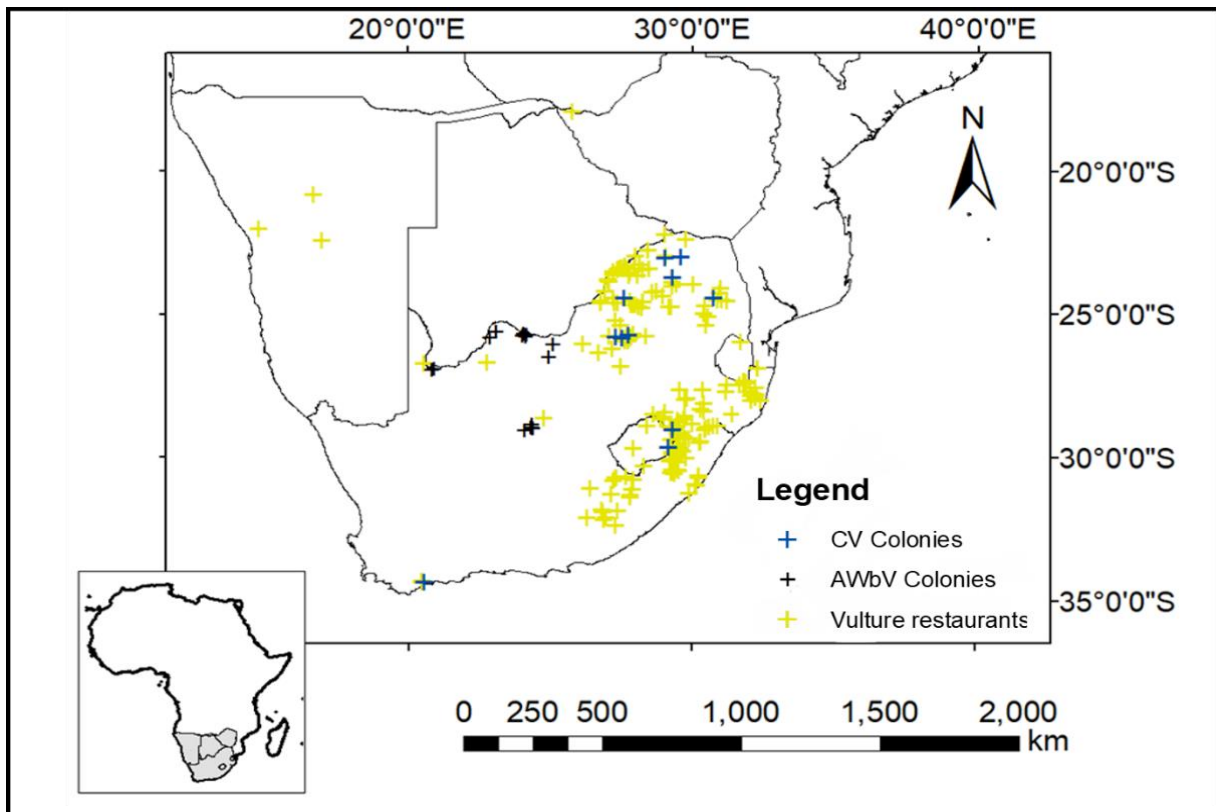 20°0'0"E 30°0'0"E 40°0'0"E
N
20°0'0"S
25°0'0"S
30°0'0"S
35°0'0"S
Legend
CV Colonies
AWbV Colonies
Vulture restaurants
0 250 500 1,000 1,500 2,000
km